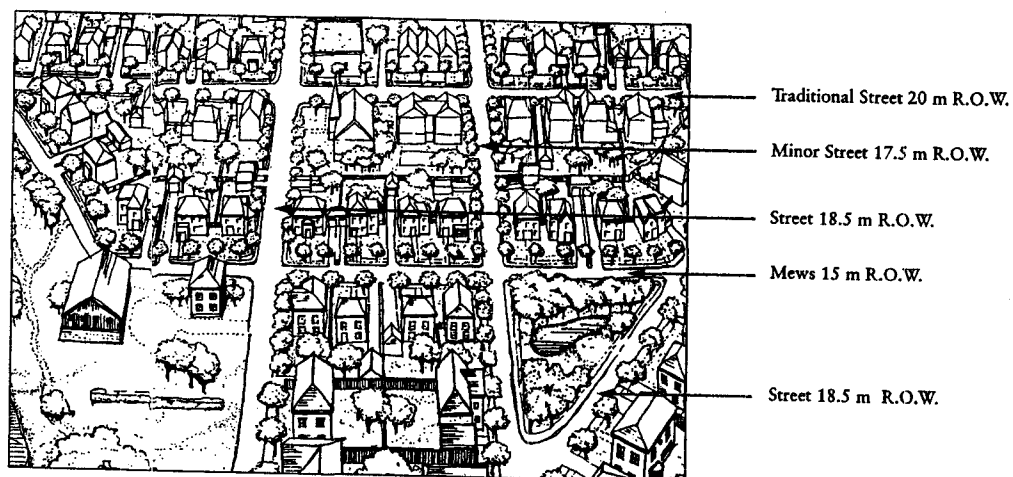 Traditional Street 20 m R.O.W.
Minor Street 17.5 m R.O.W.
Street 18.5 m R.O.W.
Mews 15 m R.O.W.
Street 18.5 m R.O.W.